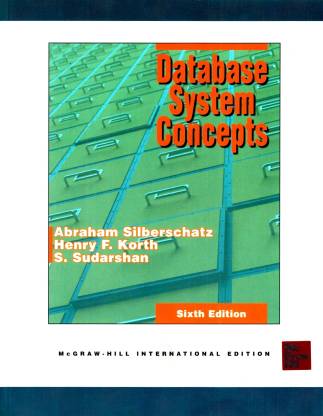 Database
System
Concepts
Abraham Silberschatz
Henry F. Korth
S. Sudarshan
Sixth Edition
McGRAW-HILL INTERNATIONAL EDITION